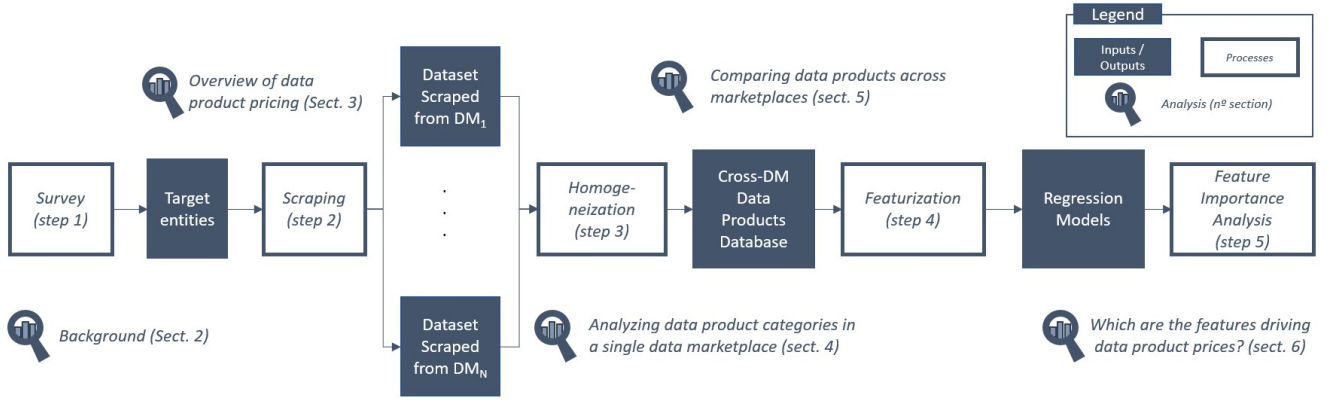 Legend
Inputs /
Outputs
Processes
Analysis (nº section)
Overview of data
product pricing (Sect. 3)
Dataset
Scraped
from DM1
Comparing data products across
marketplaces (sect. 5)
Survey
(step 1)
Target
entities
Scraping
(step 2)
.
.
.
Homoge-
neization
(step 3)
Cross-DM
Data
Products
Database
Featurization
(step 4)
Regression
Models
Feature
Importance
Analysis
(step 5)
Background (Sect. 2)
Dataset
Scraped
from DMN
Analyzing data product categories in
a single data marketplace (sect. 4)
Which are the features driving
data product prices? (sect. 6)